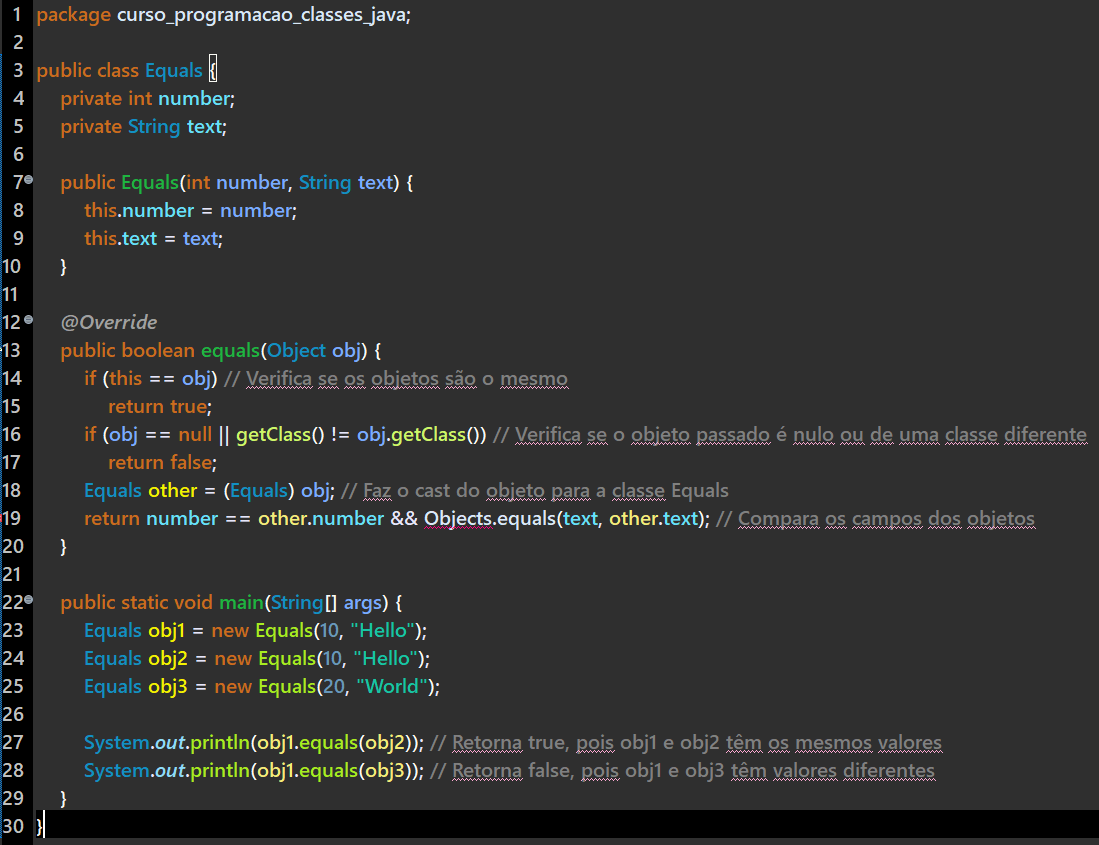 1 package curso_programacao_classes_java;
2
3 public class Equals {
4 private int number;
5 private String text;
6
7 public Equals(int number, String text) {
8 this.number = number;
9 this.text = text;
10 }
11
12 @Override
13 public boolean equals(Object obj) {
14 if (this == obj) // Verifica se os objetos são o mesmo
15 return true;
16 if (obj == null || getClass() != obj.getClass()) // Verifica se o objeto passado é nulo ou de uma classe diferente
17 return false;
18 Equals other = (Equals) obj; // Faz o cast do objeto para a classe Equals
19 return number == other.number && Objects.equals(text, other.text); // Compara os campos dos objetos
20 }
21
22 public static void main(String[] args) {
23 Equals obj1 = new Equals(10, "Hello");
24 Equals obj2 = new Equals(10, "Hello");
25 Equals obj3 = new Equals(20, "World");
26
27 System.out.println(obj1.equals(obj2)); // Retorna true, pois obj1 e obj2 têm os mesmos valores
28 System.out.println(obj1.equals(obj3)); // Retorna false, pois obj1 e obj3 têm valores diferentes
29 }
30 }